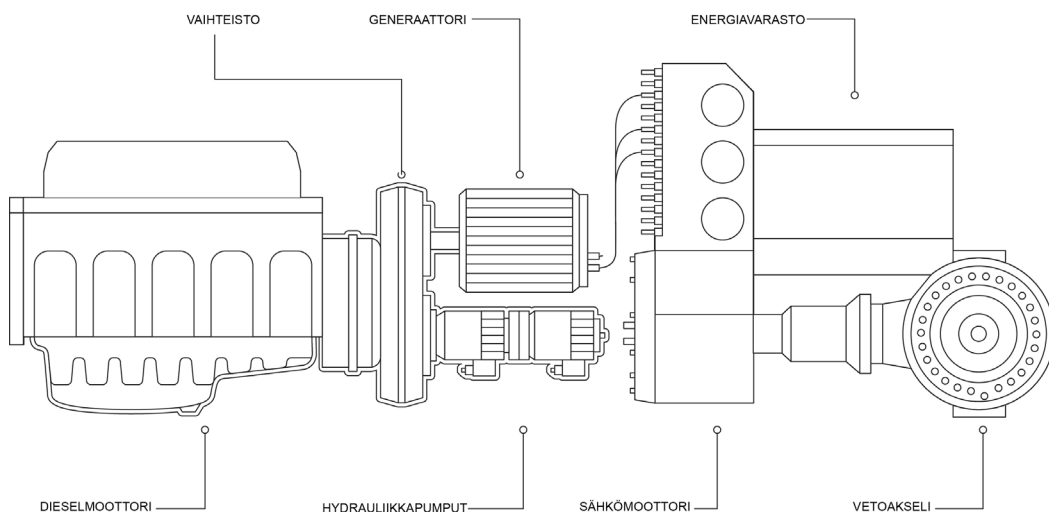 VAIHTEISTO
GENERAATTORI
ENERGIAVARASTO
DIESELMOOTTORI
HYDRAULIIKKAPUMPUT
SÄHKÖMOOTTORI
VETOAKSELI